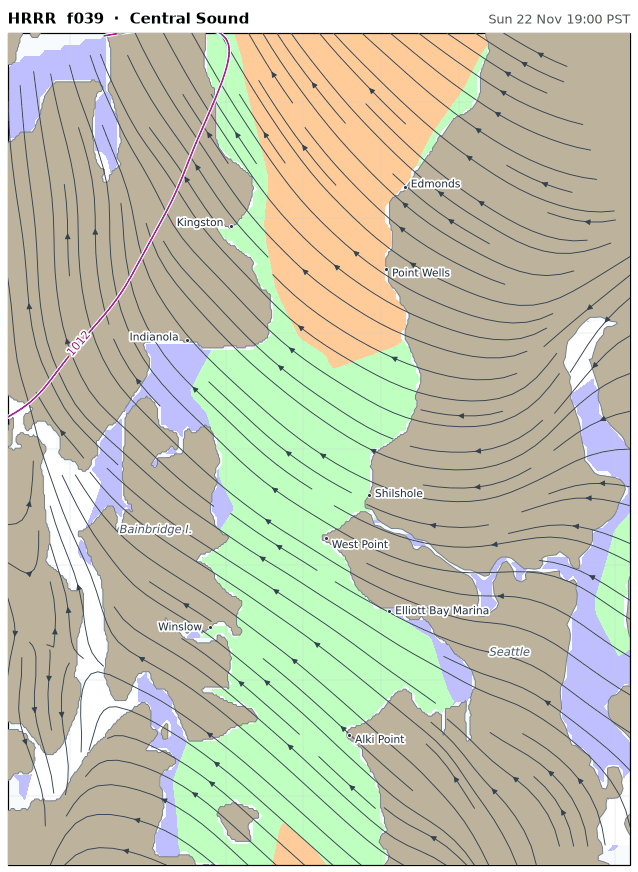 HRRR f039 · Central Sound
Sun 22 Nov 19:00 PST
Edmonds
Kingston
Point Wells
Indianola
1012
Shilshole
Bainbridge I.
West Point
Elliott Bay Marina
Winslow
Seattle
Alki Point